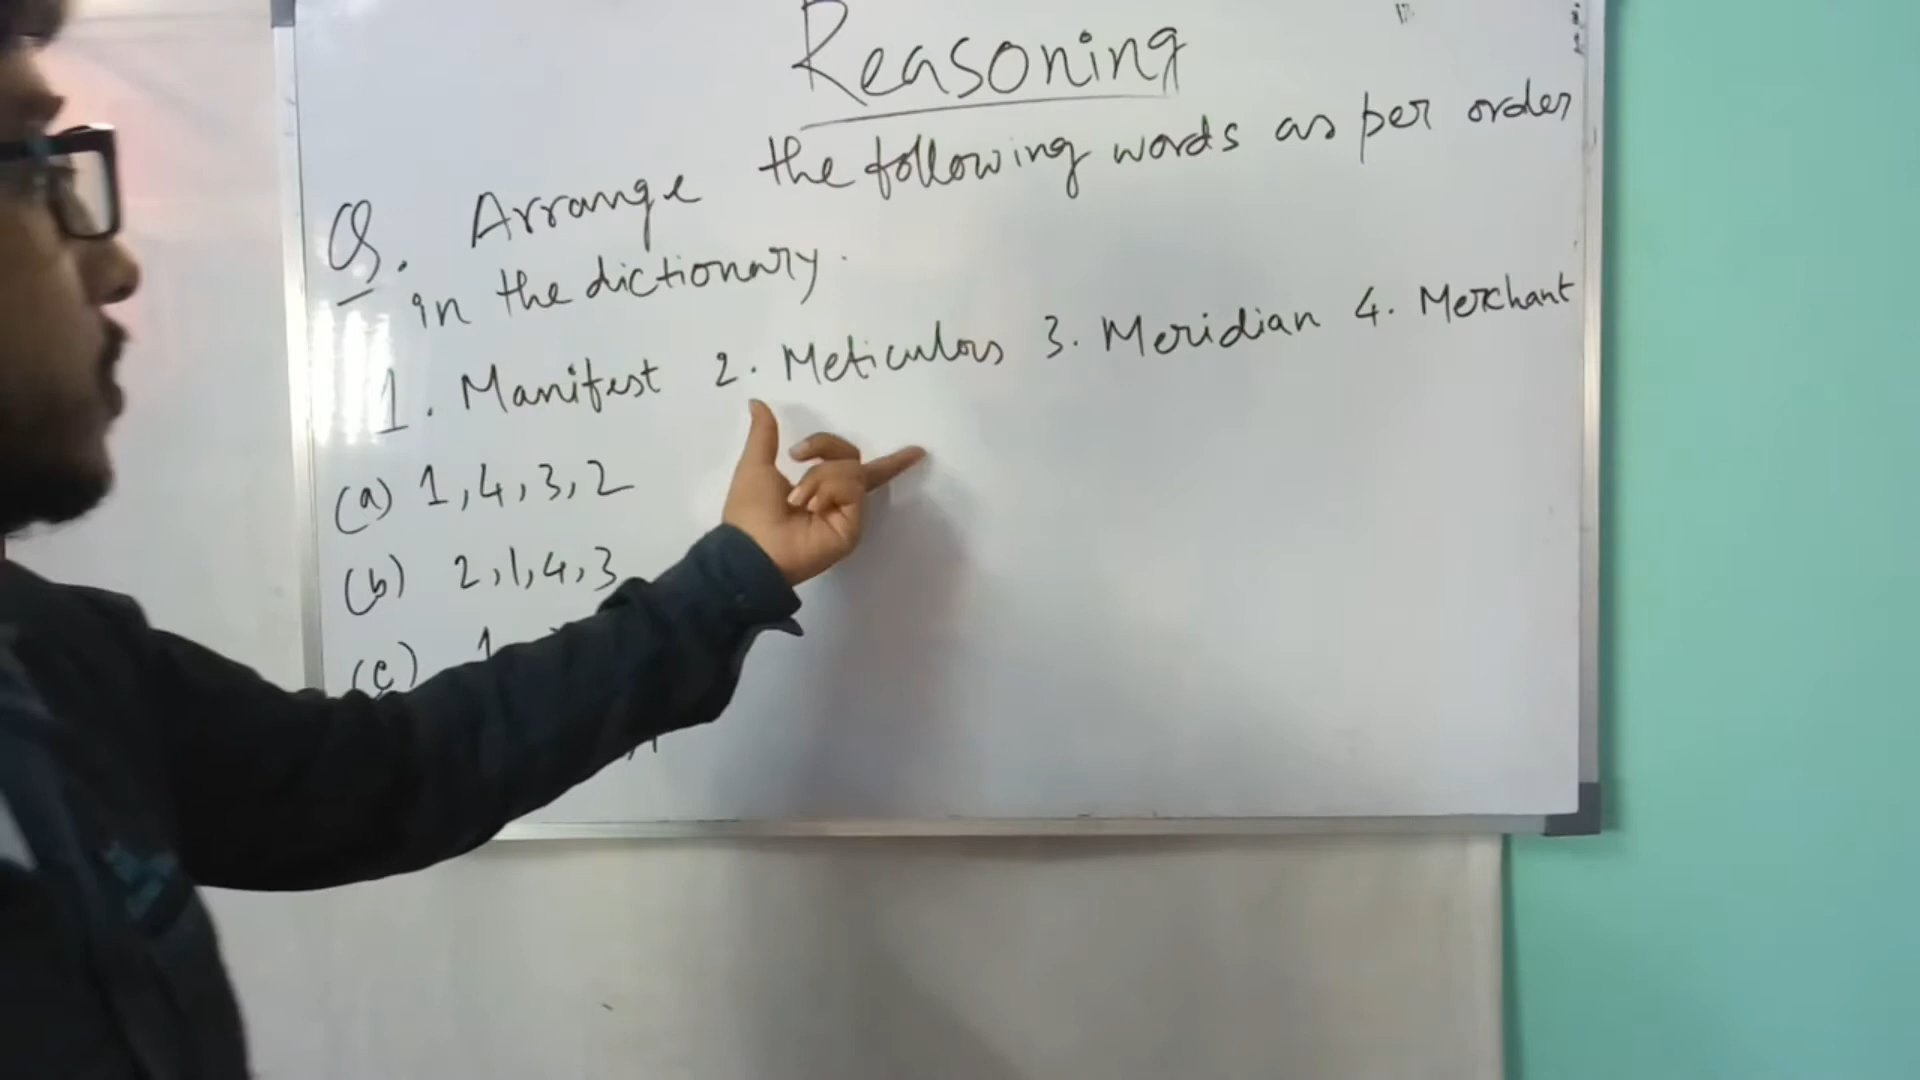 Reasoning
Q. Arrange the following words as per order
in the dictionary.
1. Manifest 2. Meticulous 3. Meridian 4. Merchant
(a) 1,4,3,2
(b) 2,1,4,3
(c) 1